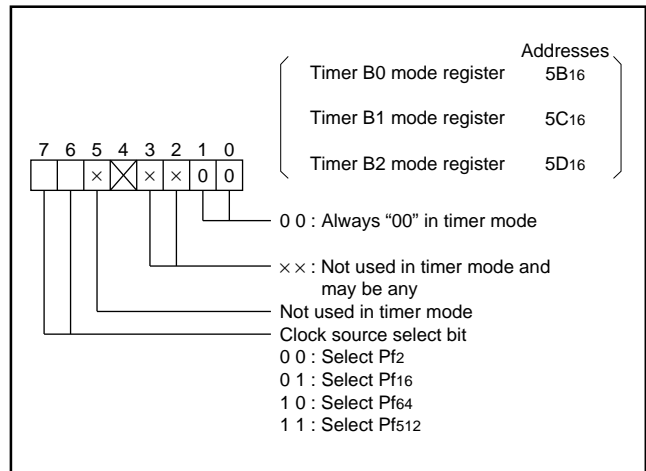 Addresses
Timer B0 mode register 5B16
Timer B1 mode register 5C16
Timer B2 mode register 5D16
7 6 5 4 3 2 1 0
× × × 0 0
0 0 : Always “00” in timer mode
×× : Not used in timer mode and
may be any
Not used in timer mode
Clock source select bit
0 0 : Select Pf2
0 1 : Select Pf16
1 0 : Select Pf64
1 1 : Select Pf512